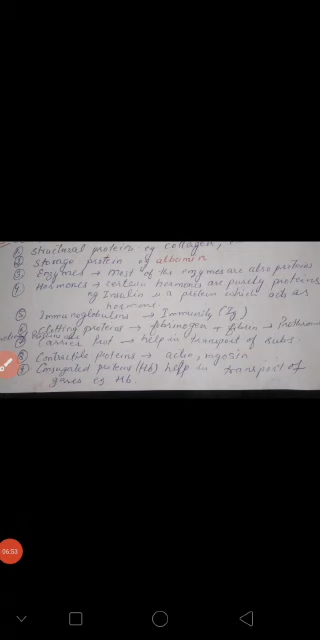 ① Structural proteins eg collagen,
② Storage protein eg albumin
③ Enzymes → Most of the enzymes are also proteins
④ Hormones → certain hormons are purely proteins
eg Insulin is a protein which acts as
hormons.
⑤ Immunoglobulins → Immunity (Ig)
⑥ Clotting proteins → fibrinogen → fibrin → Prothrom
Carrier prot → help in transport of subs.
⑧ Contractile proteins → actin, myosin
⑨ Conjugated proteins (Hb) help in transport of
gases eg Hb.
06:53